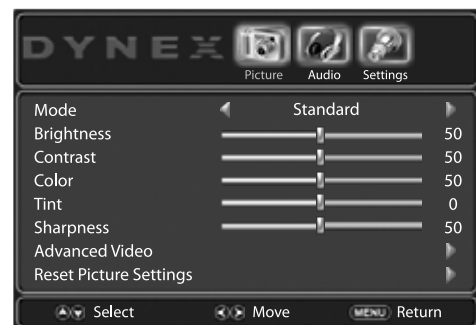 DYNEX
Picture Audio Settings
Mode Standard
Brightness 50
Contrast 50
Color 50
Tint 0
Sharpness 50
Advanced Video
Reset Picture Settings
Select Move MENU Return